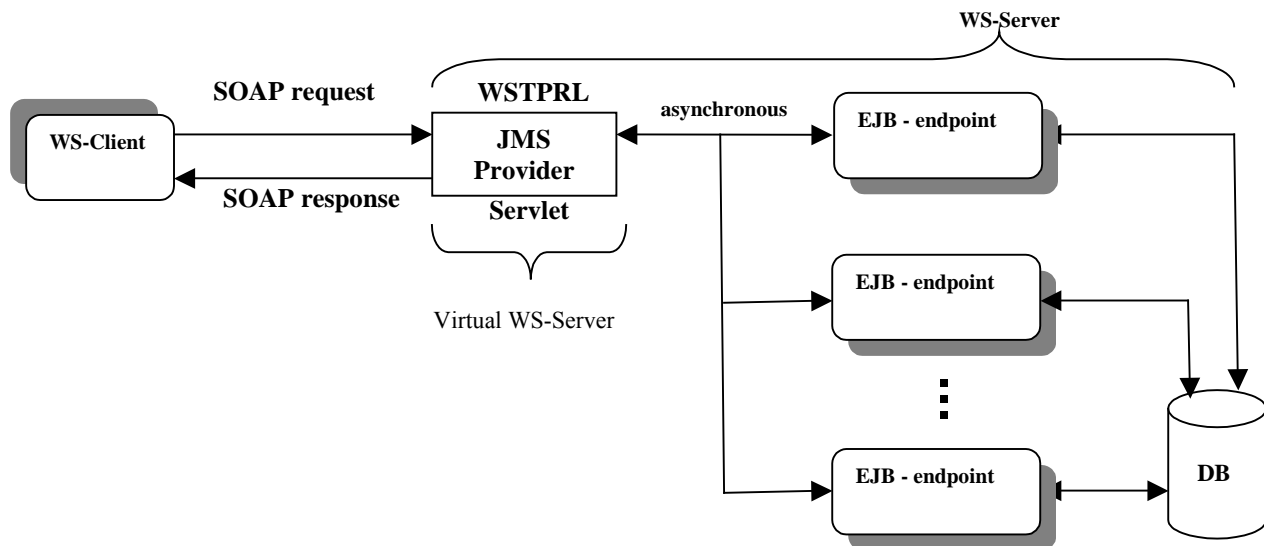 WS-Server
SOAP request
WSTPRL
asynchronous
EJB - endpoint
WS-Client
JMS
Provider
SOAP response
Servlet
EJB - endpoint
Virtual WS-Server
EJB - endpoint
DB